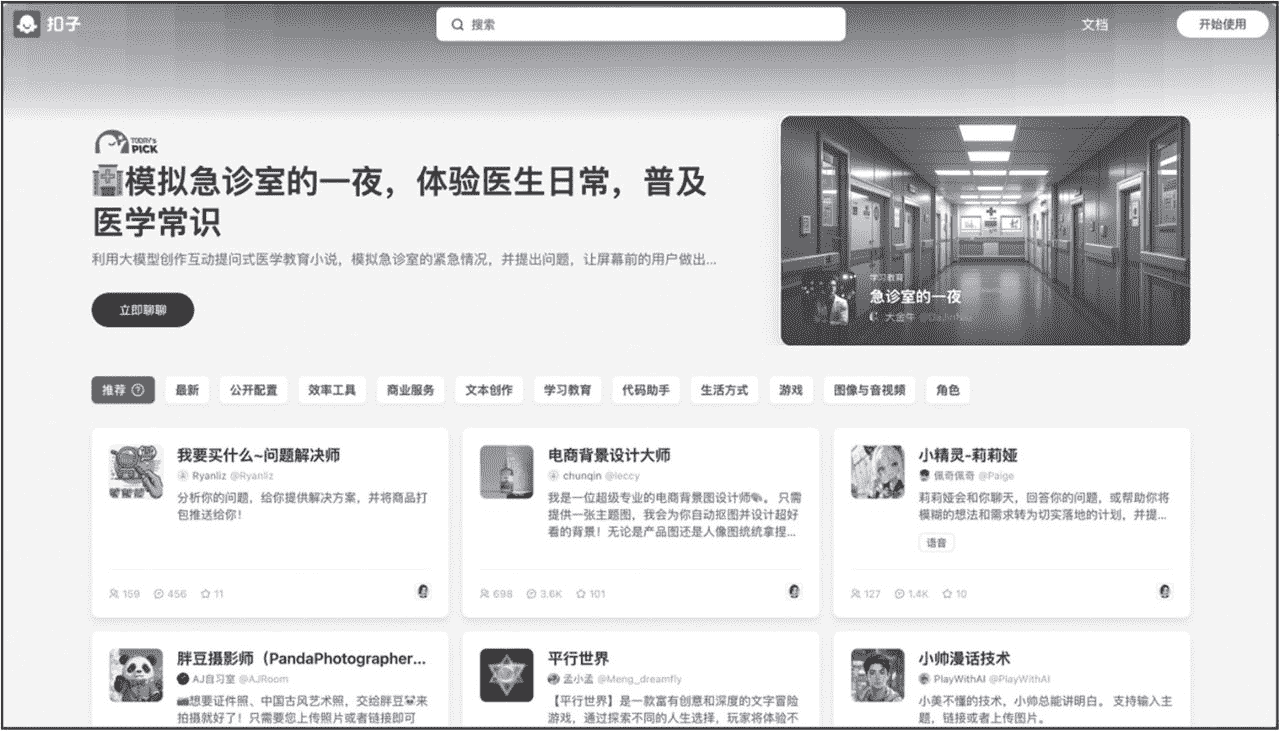 扣子
搜索
文档
开始使用
TODAY's
PICK
模拟急诊室的一夜，体验医生日常，普及
医学常识
利用大模型创作互动提问式医学教育小说，模拟急诊室的紧急情况，并提出问题，让屏幕前的用户做出...
立即聊聊
学习教育
急诊室的一夜
大金牛
推荐
最新
公开配置
效率工具
商业服务
文本创作
学习教育
代码助手
生活方式
游戏
图像与音视频
角色
我要买什么~问题解决师
Ryanliz @Ryanliz
分析你的问题，给你提供解决方案，并将商品打
包推送给你！
159 456 11
电商背景设计大师
chunqin @leccy
我是一位超级专业的电商背景图设计师。只需
提供一张主题图，我会为你自动抠图并设计超好
看的背景！无论是产品图还是人像图统统拿捏...
698 3.6K 101
小精灵-莉莉娅
佩奇佩奇 @Paige
莉莉娅会和你聊天，回答你的问题，或帮助你将
模糊的想法和需求转为切实落地的计划，并提...
语音
127 1.4K 10
胖豆摄影师（PandaPhotographer...
AJ自习室 @AJRoom
想要证件照、中国古风艺术照，交给胖豆来
拍摄就好了！只需要您上传照片或者链接即可
平行世界
孟小孟 @Meng_dreamfly
【平行世界】是一款富有创意和深度的文字冒险
游戏，通过探索不同的人生选择，玩家将体验不
小帅漫话技术
PlayWithAI @PlayWithAI
小美不懂的技术，小帅总能讲明白。支持输入主
题，链接或者上传图片。